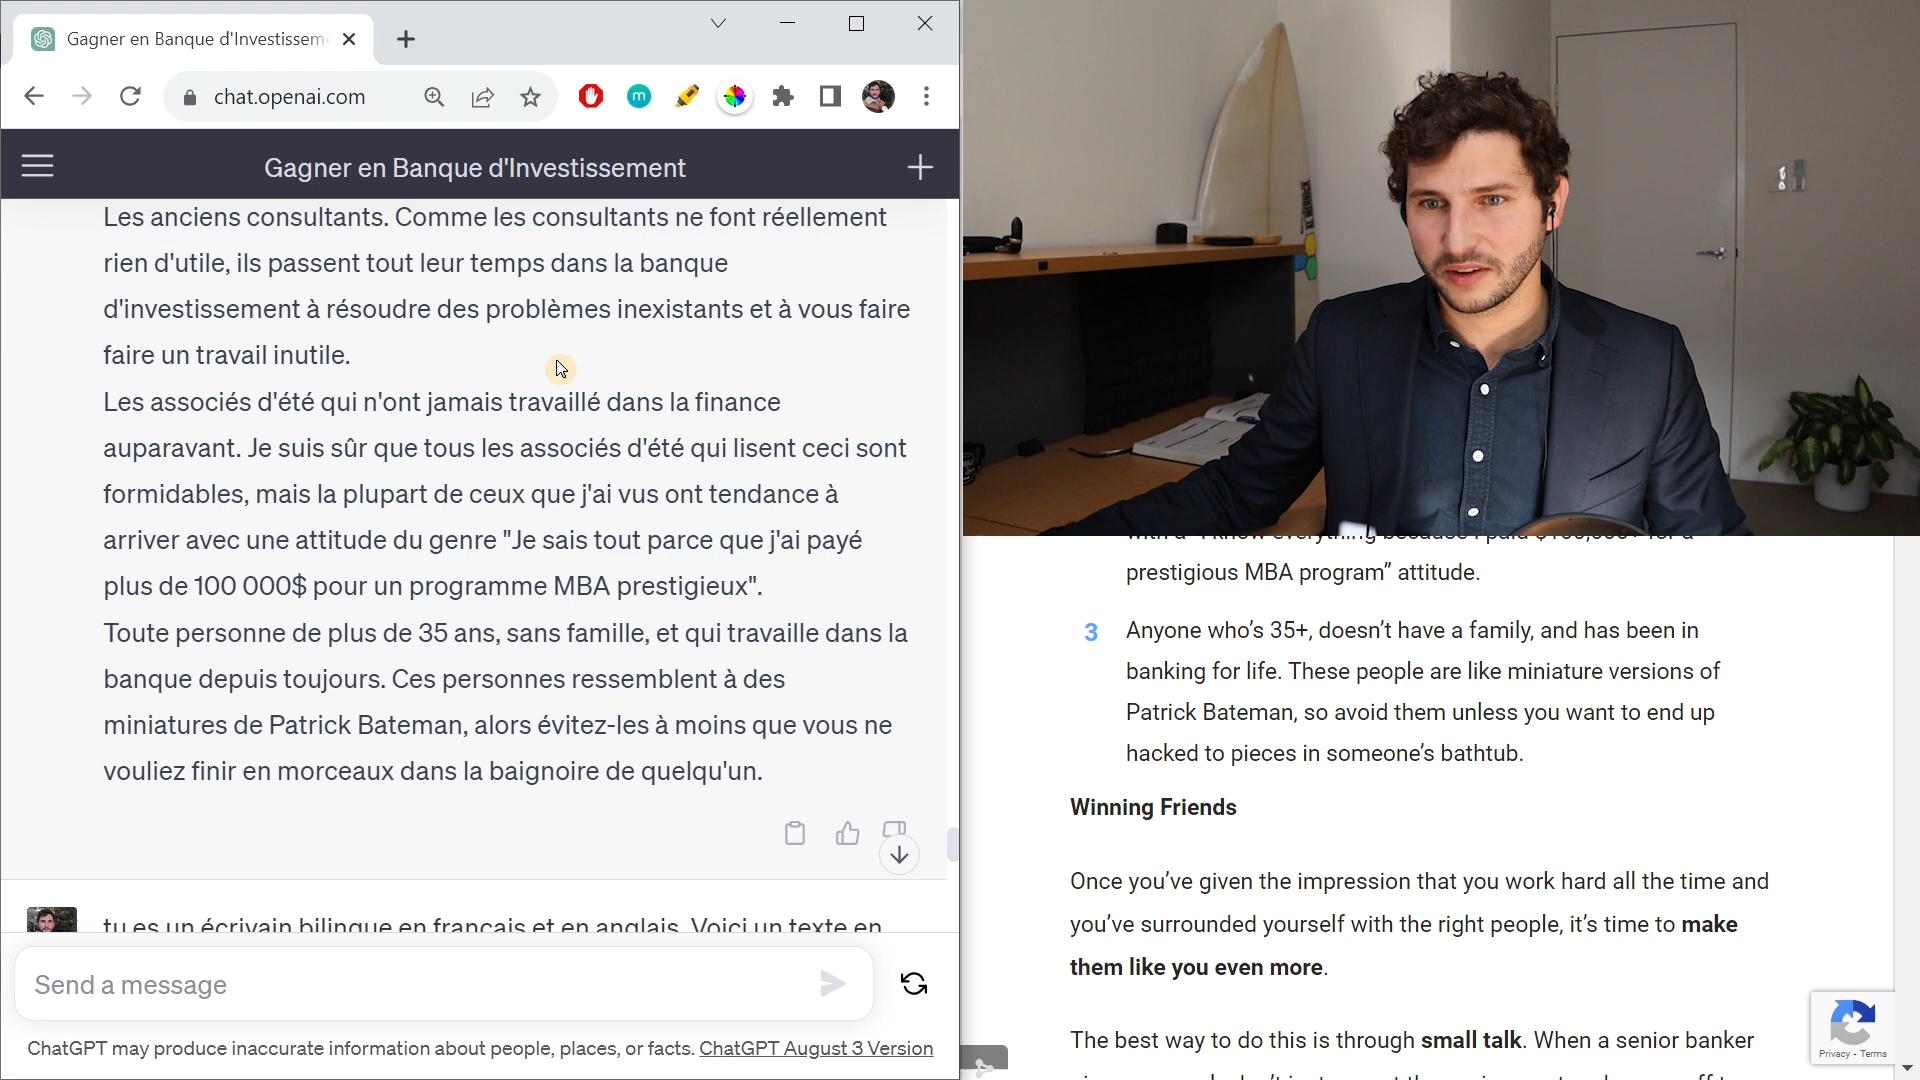 Gagner en Banque d'Investissem
chat.openai.com
m
Gagner en Banque d'Investissement
Les anciens consultants. Comme les consultants ne font réellement
rien d'utile, ils passent tout leur temps dans la banque
d'investissement à résoudre des problèmes inexistants et à vous faire
faire un travail inutile.
Les associés d'été qui n'ont jamais travaillé dans la finance
auparavant. Je suis sûr que tous les associés d'été qui lisent ceci sont
formidables, mais la plupart de ceux que j'ai vus ont tendance à
arriver avec une attitude du genre "Je sais tout parce que j'ai payé
plus de 100 000$ pour un programme MBA prestigieux".
Toute personne de plus de 35 ans, sans famille, et qui travaille dans la
banque depuis toujours. Ces personnes ressemblent à des
miniatures de Patrick Bateman, alors évitez-les à moins que vous ne
vouliez finir en morceaux dans la baignoire de quelqu'un.
tu es un écrivain bilingue en français et en anglais. Voici un texte en
Send a message
ChatGPT may produce inaccurate information about people, places, or facts. ChatGPT August 3 Version
with a "I know everything because I paid $100,000+ for a
prestigious MBA program” attitude.
3 Anyone who’s 35+, doesn’t have a family, and has been in
banking for life. These people are like miniature versions of
Patrick Bateman, so avoid them unless you want to end up
hacked to pieces in someone’s bathtub.
Winning Friends
Once you’ve given the impression that you work hard all the time and
you’ve surrounded yourself with the right people, it’s time to make
them like you even more.
The best way to do this is through small talk. When a senior banker
Privacy - Terms